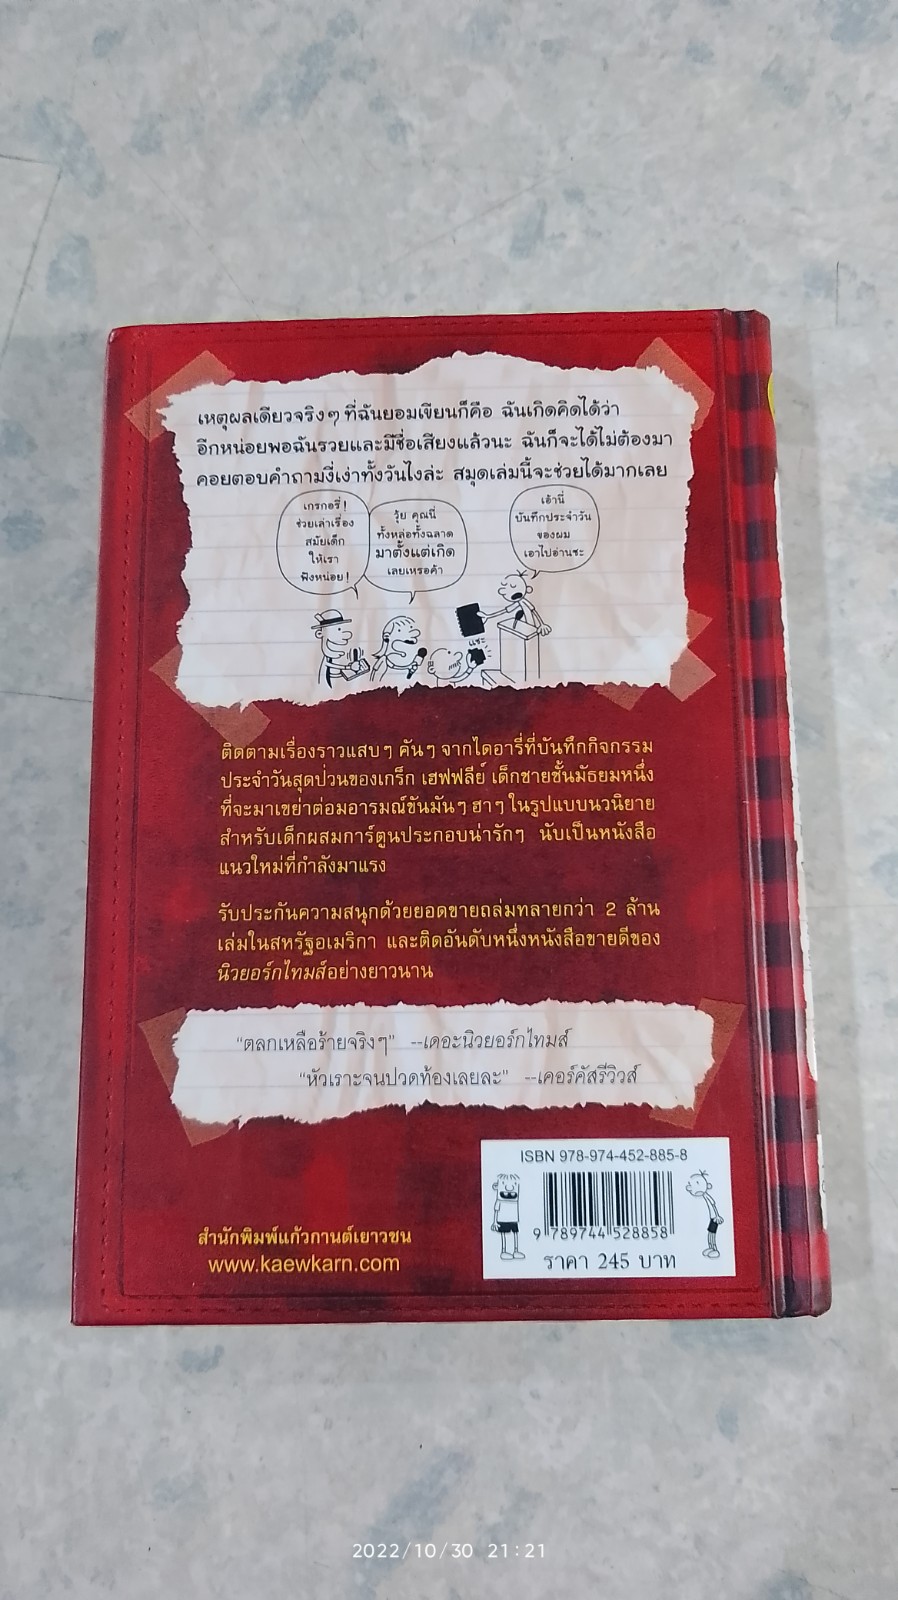 เหตุผลเดียวจริงๆ ที่ฉันยอมเขียนก็คือ ฉันเกิดคิดได้ว่า
อีกหน่อยพอฉันรวยและมีชื่อเสียงแล้วนะ ฉันก็จะได้ไม่ต้องมา
คอยตอบคำถามงี่เง่าทั้งวันไงล่ะ สมุดเล่มนี้จะช่วยได้มากเลย
เกรกอรี่!
ช่วยเล่าเรื่อง
สมัยเด็ก
ให้เรา
ฟังหน่อย!
วุ้ย คุณนี่
ทั้งหล่อทั้งฉลาด
มาตั้งแต่เกิด
เลยเหรอค้า
เอ้านี่
บันทึกประจำวัน
ของผม
เอาไปอ่านซะ
แซะ
ติดตามเรื่องราวแสบๆ คันๆ จากไดอารี่ที่บันทึกกิจกรรม
ประจำวันสุดป่วนของเกร็ก เฮฟฟลีย์ เด็กชายชั้นมัธยมหนึ่ง
ที่จะมาเขย่าต่อมอารมณ์ขันมันๆ ฮาๆ ในรูปแบบนวนิยาย
สำหรับเด็กผสมการ์ตูนประกอบน่ารักๆ นับเป็นหนังสือ
แนวใหม่ที่กำลังมาแรง
รับประกันความสนุกด้วยยอดขายถล่มทลายกว่า 2 ล้าน
เล่มในสหรัฐอเมริกา และติดอันดับหนึ่งหนังสือขายดีของ
นิวยอร์กไทมส์อย่างยาวนาน
"ตลกเหลือร้ายจริงๆ" --เดอะนิวยอร์กไทมส์
"หัวเราะจนปวดท้องเลยละ" --เคอร์คัสรีวิวส์
ISBN 978-974-452-885-8
9 789744 528858
ราคา 245 บาท
สำนักพิมพ์แก้วกานต์เยาวชน
www.kaewkarn.com
2022/10/30 21:21